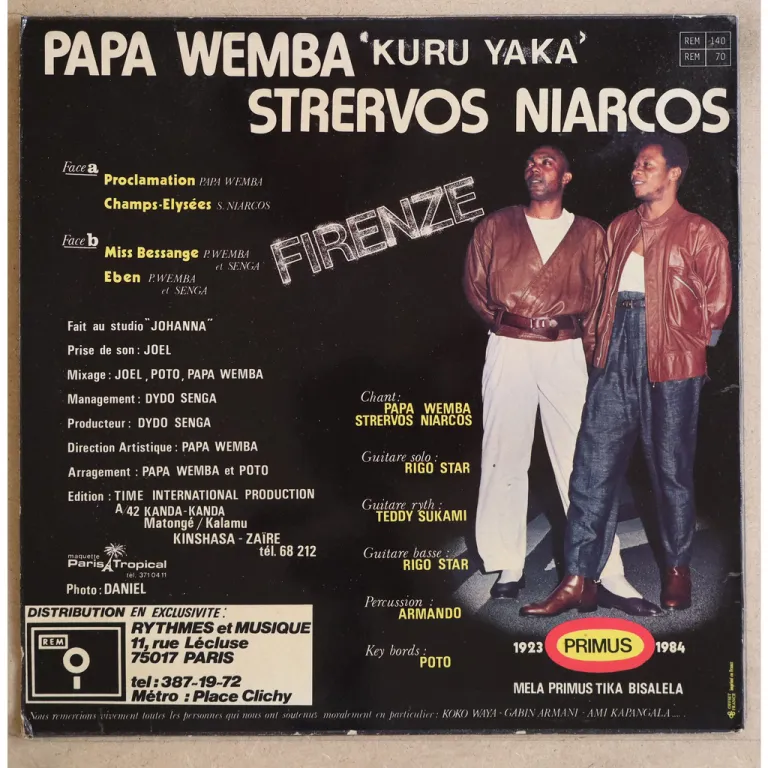 PAPA WEMBA 'KURU YAKA'
STRERVOS NIARCOS
REM 140
REM 70
Face a
Proclamation PAPA WEMBA
Champs-Elysées S. NIARCOS
Face b
Miss Bessange P.WEMBA
et SENGA
Eben P.WEMBA
et SENGA
FIRENZE
Fait au studio "JOHANNA"
Prise de son : JOEL
Mixage : JOEL, POTO, PAPA WEMBA
Management : DYDO SENGA
Producteur : DYDO SENGA
Direction Artistique : PAPA WEMBA
Arragement : PAPA WEMBA et POTO
Edition : TIME INTERNATIONAL PRODUCTION
A 42 KANDA-KANDA
Matongé / Kalamu
KINSHASA - ZAÏRE
tél. 68 212
maquette
Paris Tropical
tél. 371 04 11
Photo : DANIEL
Chant :
PAPA WEMBA
STRERVOS NIARCOS
Guitare solo :
RIGO STAR
Guitare ryth :
TEDDY SUKAMI
Guitare basse :
RIGO STAR
Percussion :
ARMANDO
Key bords :
POTO
DISTRIBUTION EN EXCLUSIVITE :
REM
RYTHMES et MUSIQUE
11, rue Lécluse
75017 PARIS
tel : 387-19-72
Métro : Place Clichy
1923 PRIMUS 1984
MELA PRIMUS TIKA BISALELA
Nous remercions vivement toutes les personnes qui nous ont soutenus moralement en particulier : KOKO WAYA - GABIN ARMANI - AMI KAPANGALA ....